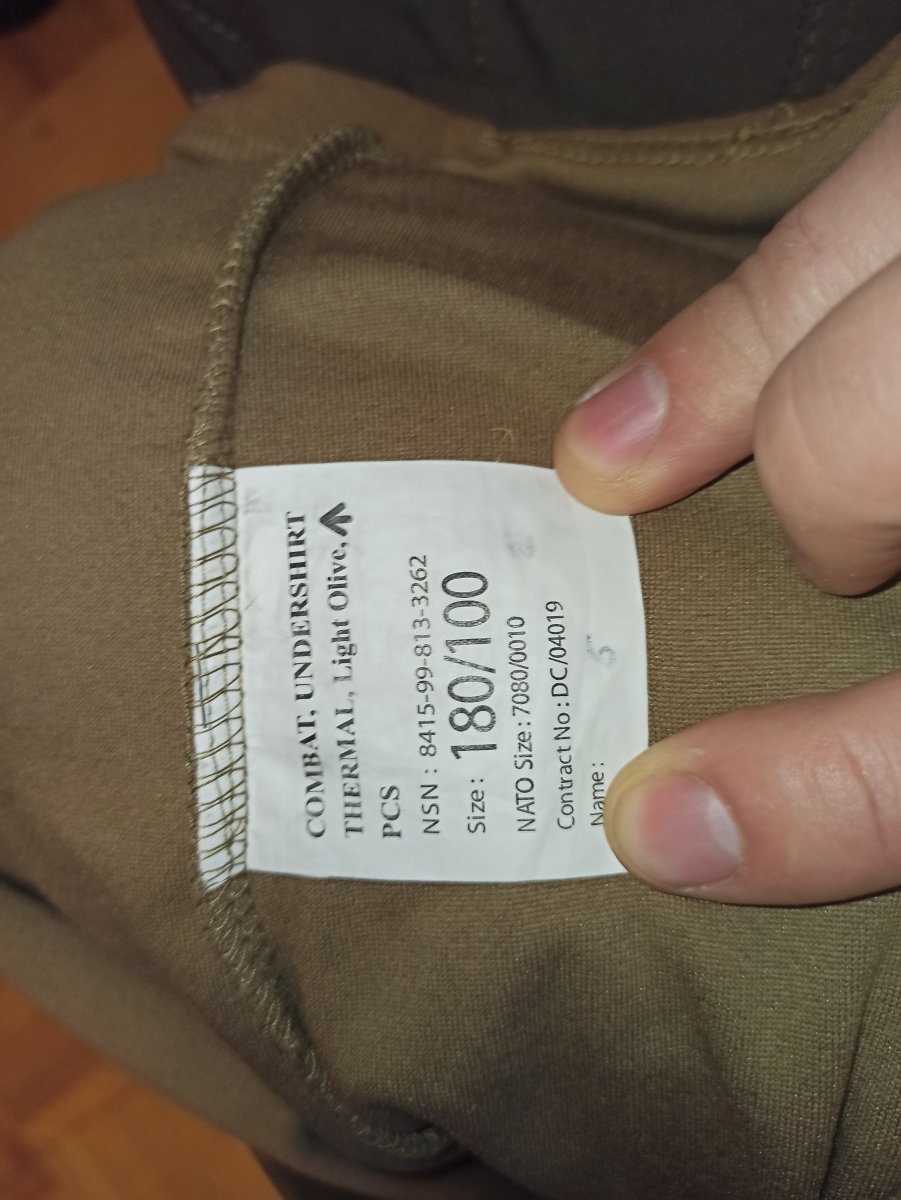 COMBAT, UNDERSHIRT
THERMAL, Light Olive,
PCS
NSN : 8415-99-813-3262
Size : 180/100
NATO Size : 7080/0010
Contract No : DC/04019
Name :
5